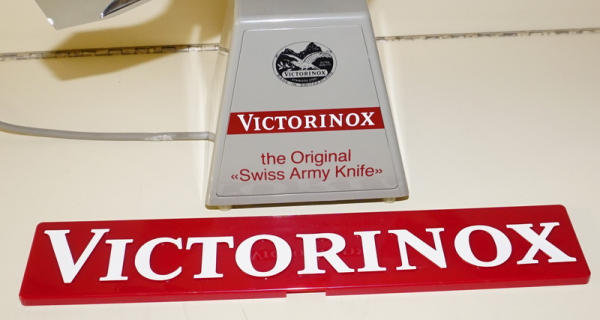 VICTORINOX
VICTORINOX
the Original
«Swiss Army Knife»
VICTORINOX